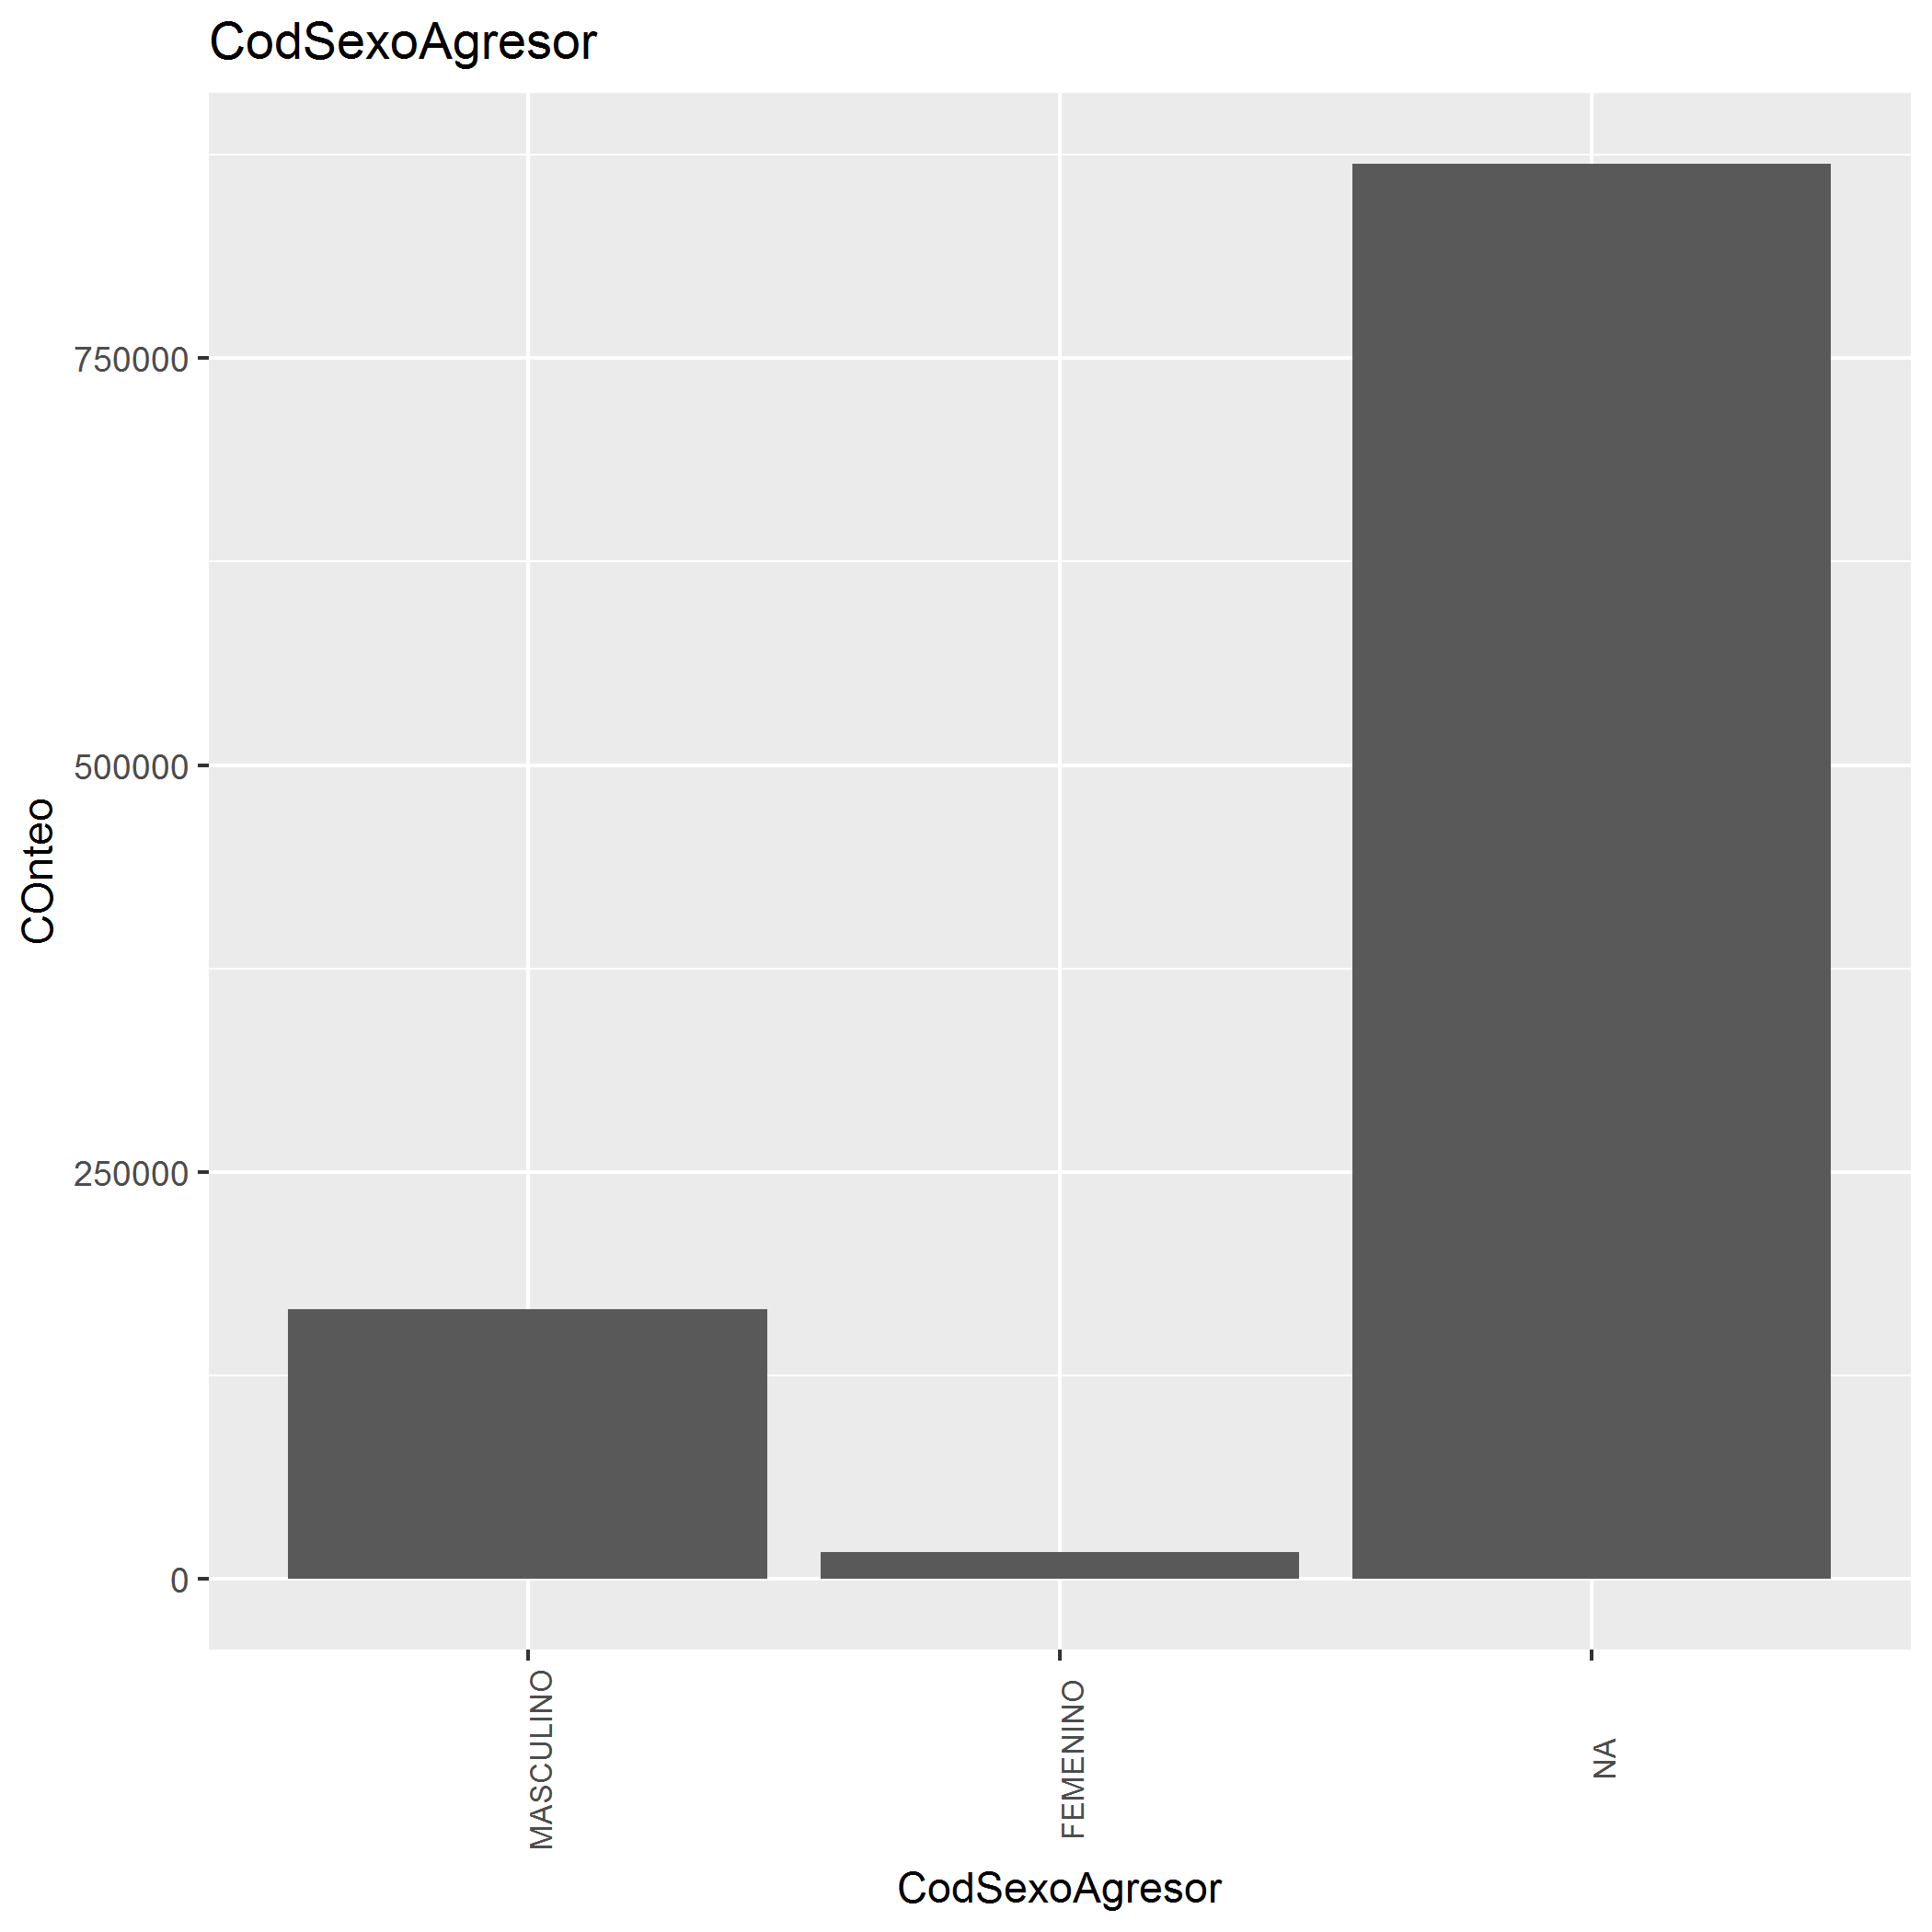 CodSexoAgresor
750000
500000
250000
0
COnteo
MASCULINO
FEMENINO
NA
CodSexoAgresor